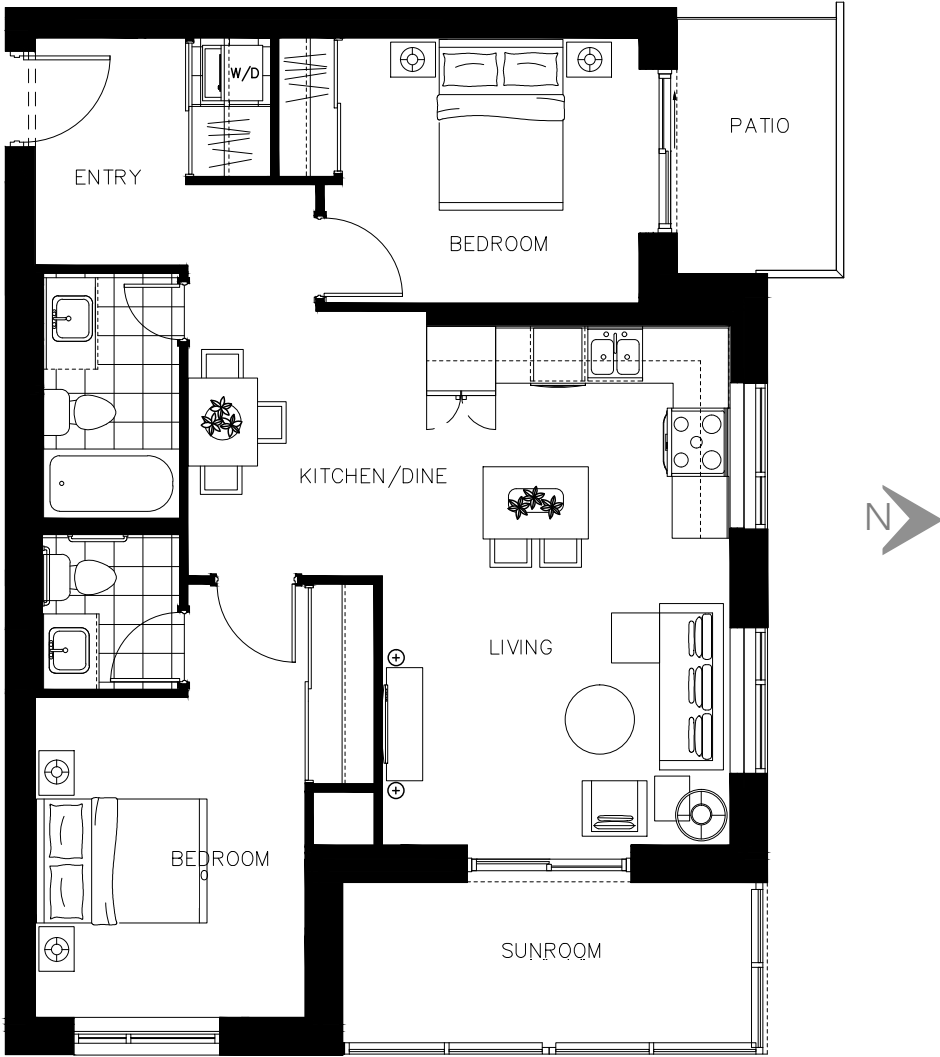 W/D
PATIO
ENTRY
BEDROOM
KITCHEN/DINE
N
LIVING
BEDROOM
SUNROOM